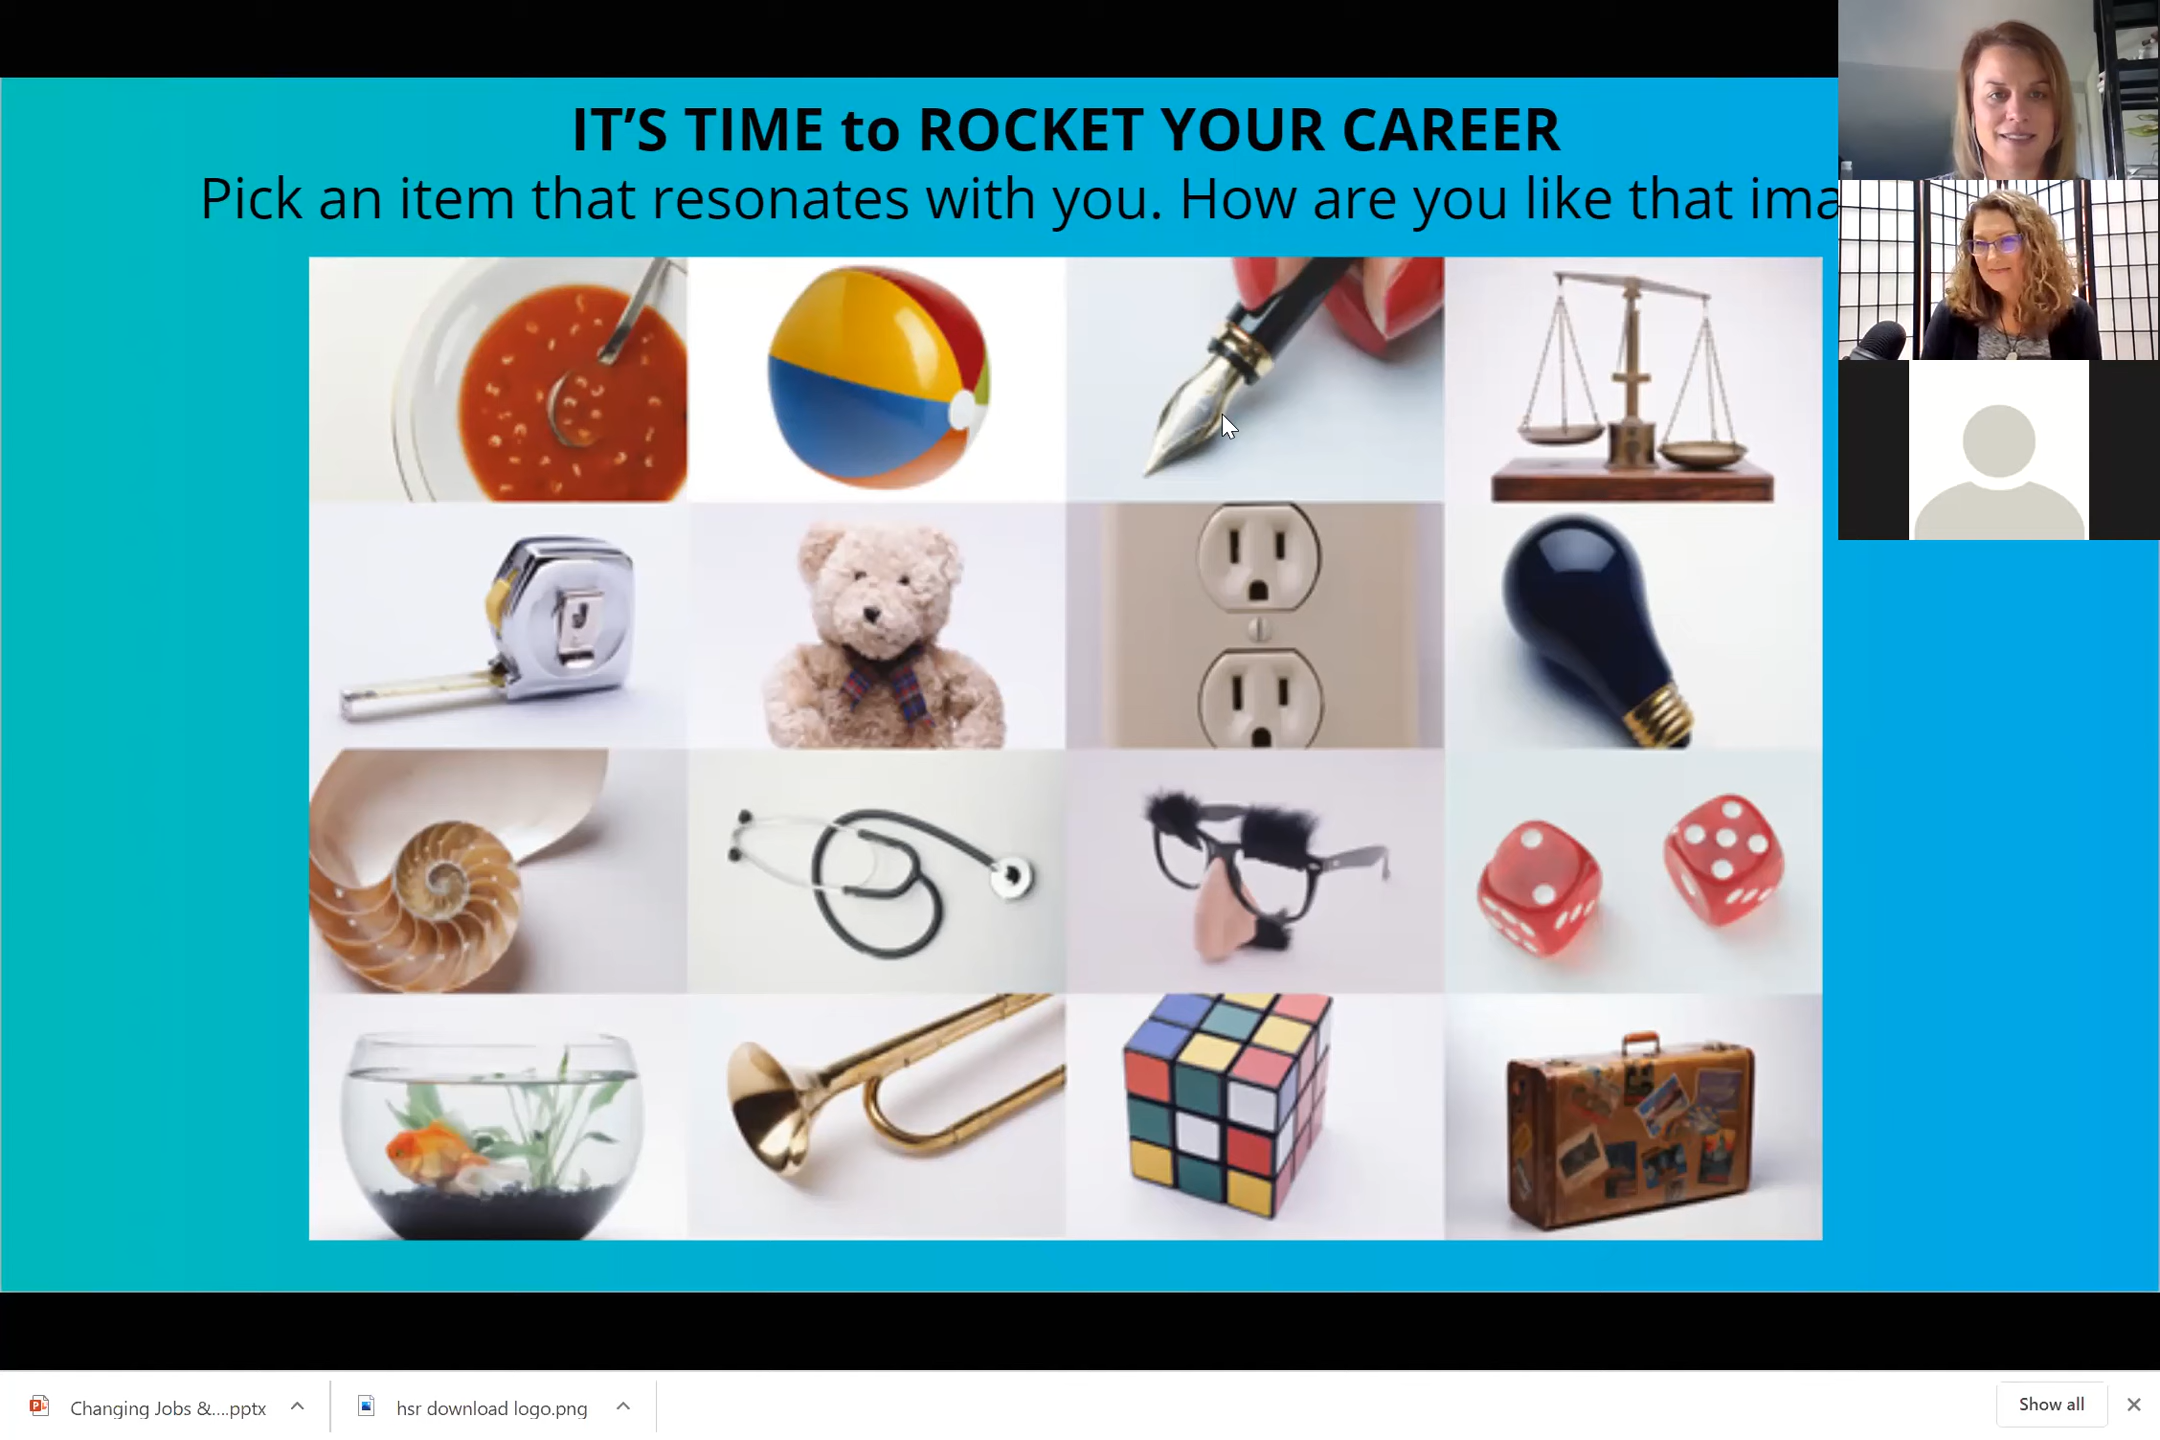 IT’S TIME to ROCKET YOUR CAREER
Pick an item that resonates with you. How are you like that ima
Changing Jobs &....pptx
hsr download logo.png
Show all